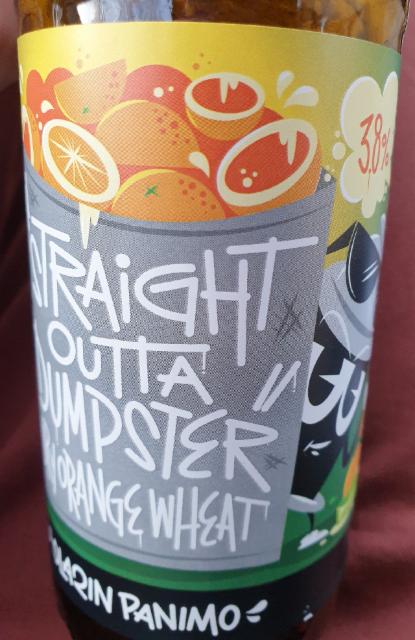 3,8%
STRAIGHT
OUTTA
DUMPSTER
ORANGE WHEAT
PANIMO